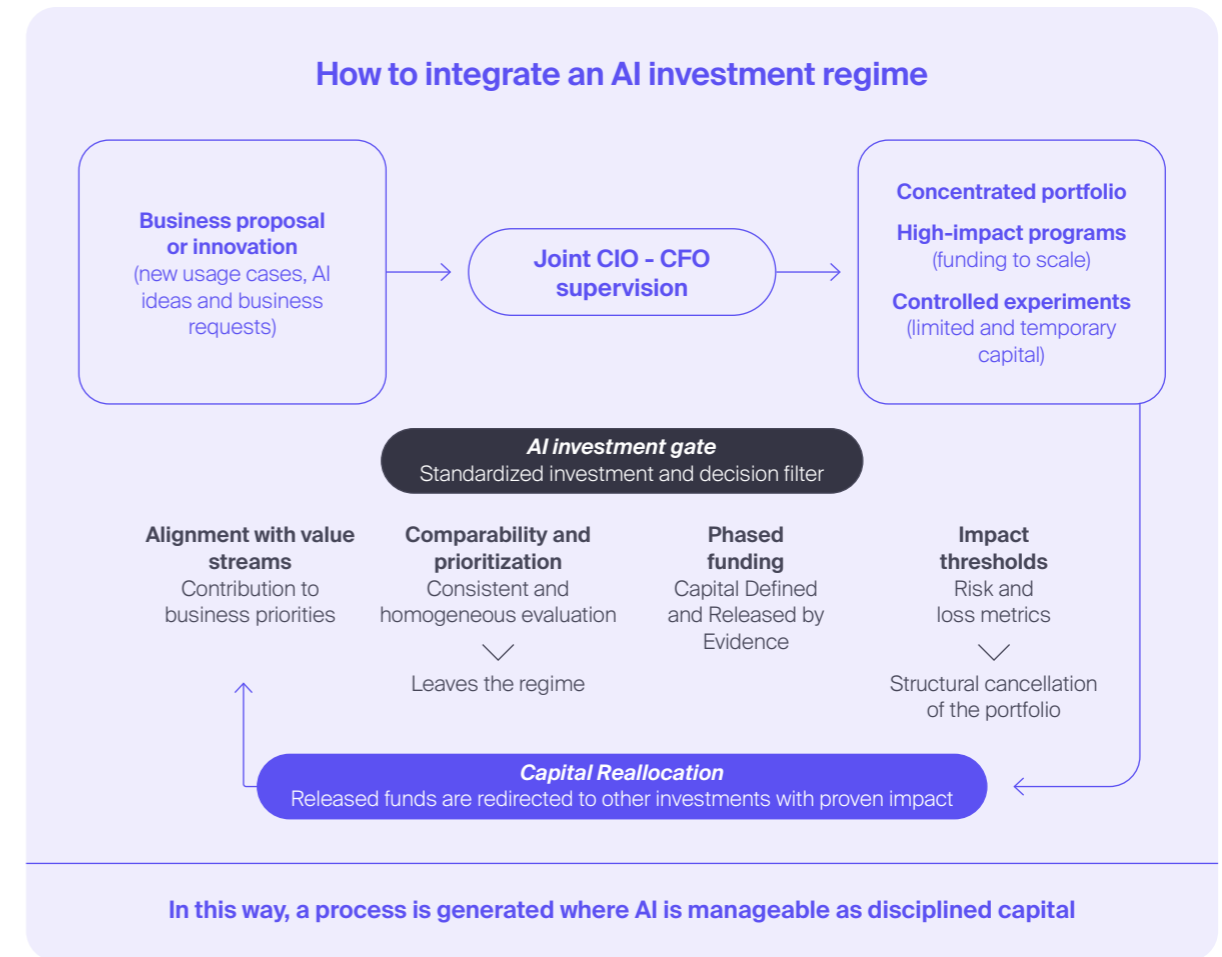 How to integrate an AI investment regime
Business proposal
or innovation
(new usage cases, AI
ideas and business
requests)
Joint CIO - CFO
supervision
Concentrated portfolio
High-impact programs
(funding to scale)
Controlled experiments
(limited and temporary
capital)
AI investment gate
Standardized investment and decision filter
Alignment with value
streams
Contribution to
business priorities
Comparability and
prioritization
Consistent and
homogeneous evaluation
Leaves the regime
Phased
funding
Capital Defined
and Released by
Evidence
Impact
thresholds
Risk and
loss metrics
Structural cancellation
of the portfolio
Capital Reallocation
Released funds are redirected to other investments with proven impact
In this way, a process is generated where AI is manageable as disciplined capital